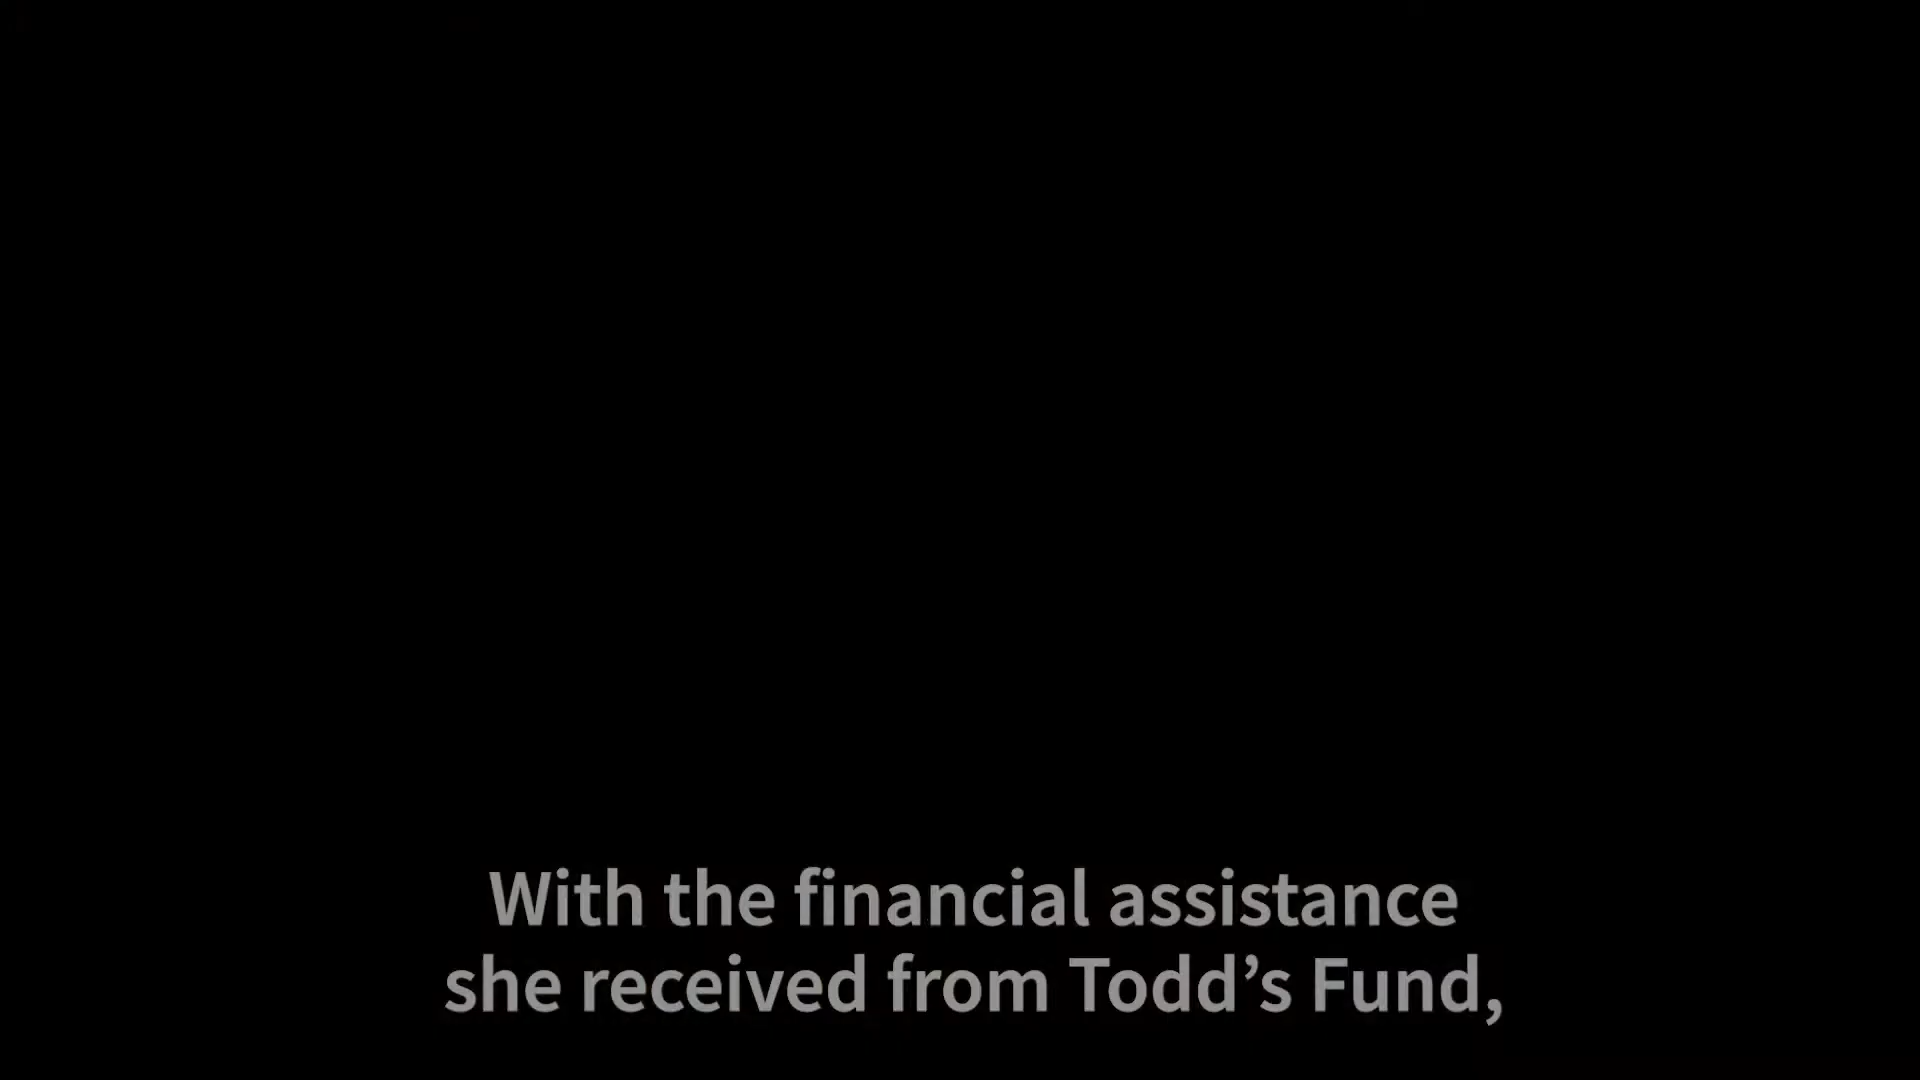 With the financial assistance
she received from Todd’s Fund,